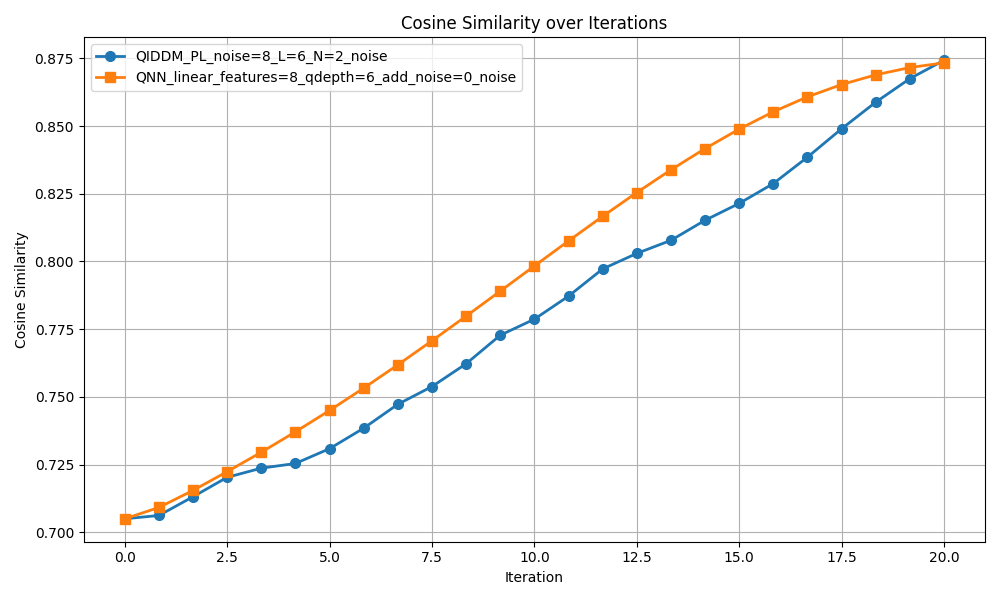 Cosine Similarity over Iterations
QIDDM_PL_noise=8_L=6_N=2_noise
QNN_linear_features=8_qdepth=6_add_noise=0_noise
Cosine Similarity
0.875
0.850
0.825
0.800
0.775
0.750
0.725
0.700
0.0 2.5 5.0 7.5 10.0 12.5 15.0 17.5 20.0
Iteration